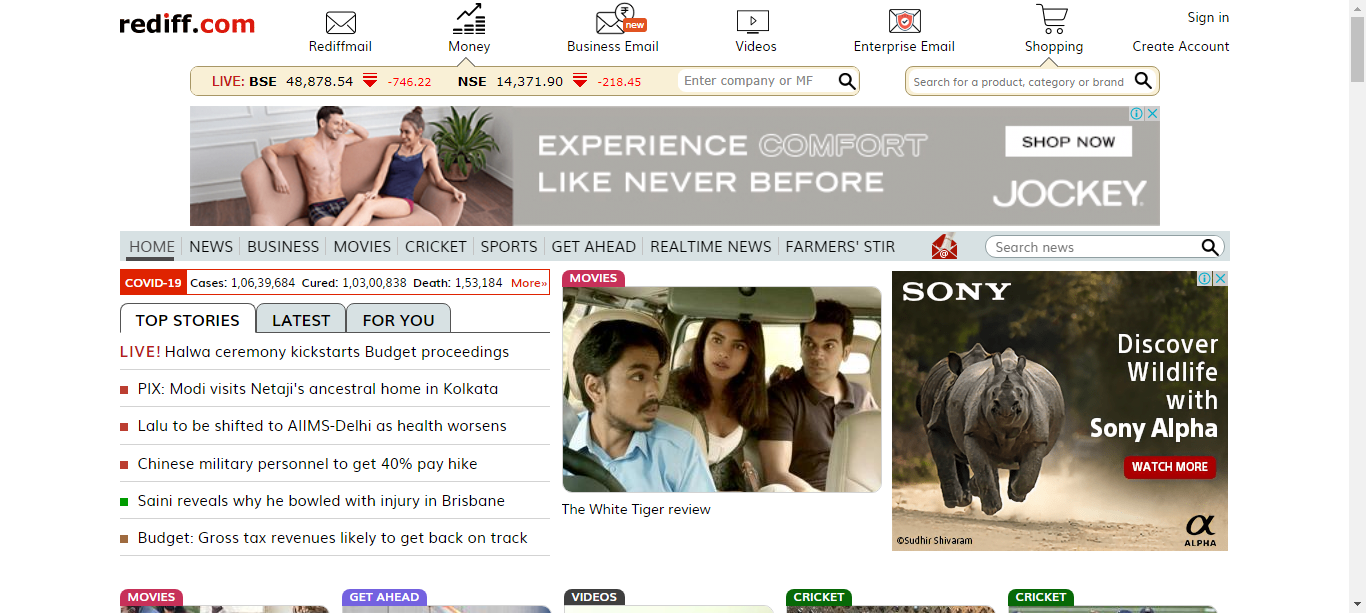 rediff.com
Rediffmail
Money
new
Business Email
Videos
Enterprise Email
Shopping
Sign in
Create Account
LIVE: BSE 48,878.54 -746.22 NSE 14,371.90 -218.45
Enter company or MF
Search for a product, category or brand
EXPERIENCE COMFORT
LIKE NEVER BEFORE
SHOP NOW
JOCKEY
HOME NEWS BUSINESS MOVIES CRICKET SPORTS GET AHEAD REALTIME NEWS FARMERS' STIR
Search news
COVID-19 Cases: 1,06,39,684 Cured: 1,03,00,838 Death: 1,53,184 More»
TOP STORIES LATEST FOR YOU
LIVE! Halwa ceremony kickstarts Budget proceedings
PIX: Modi visits Netaji's ancestral home in Kolkata
Lalu to be shifted to AIIMS-Delhi as health worsens
Chinese military personnel to get 40% pay hike
Saini reveals why he bowled with injury in Brisbane
Budget: Gross tax revenues likely to get back on track
MOVIES
The White Tiger review
SONY
Discover
Wildlife
with
Sony Alpha
WATCH MORE
©Sudhir Shivaram
α
ALPHA
MOVIES
GET AHEAD
VIDEOS
CRICKET
CRICKET